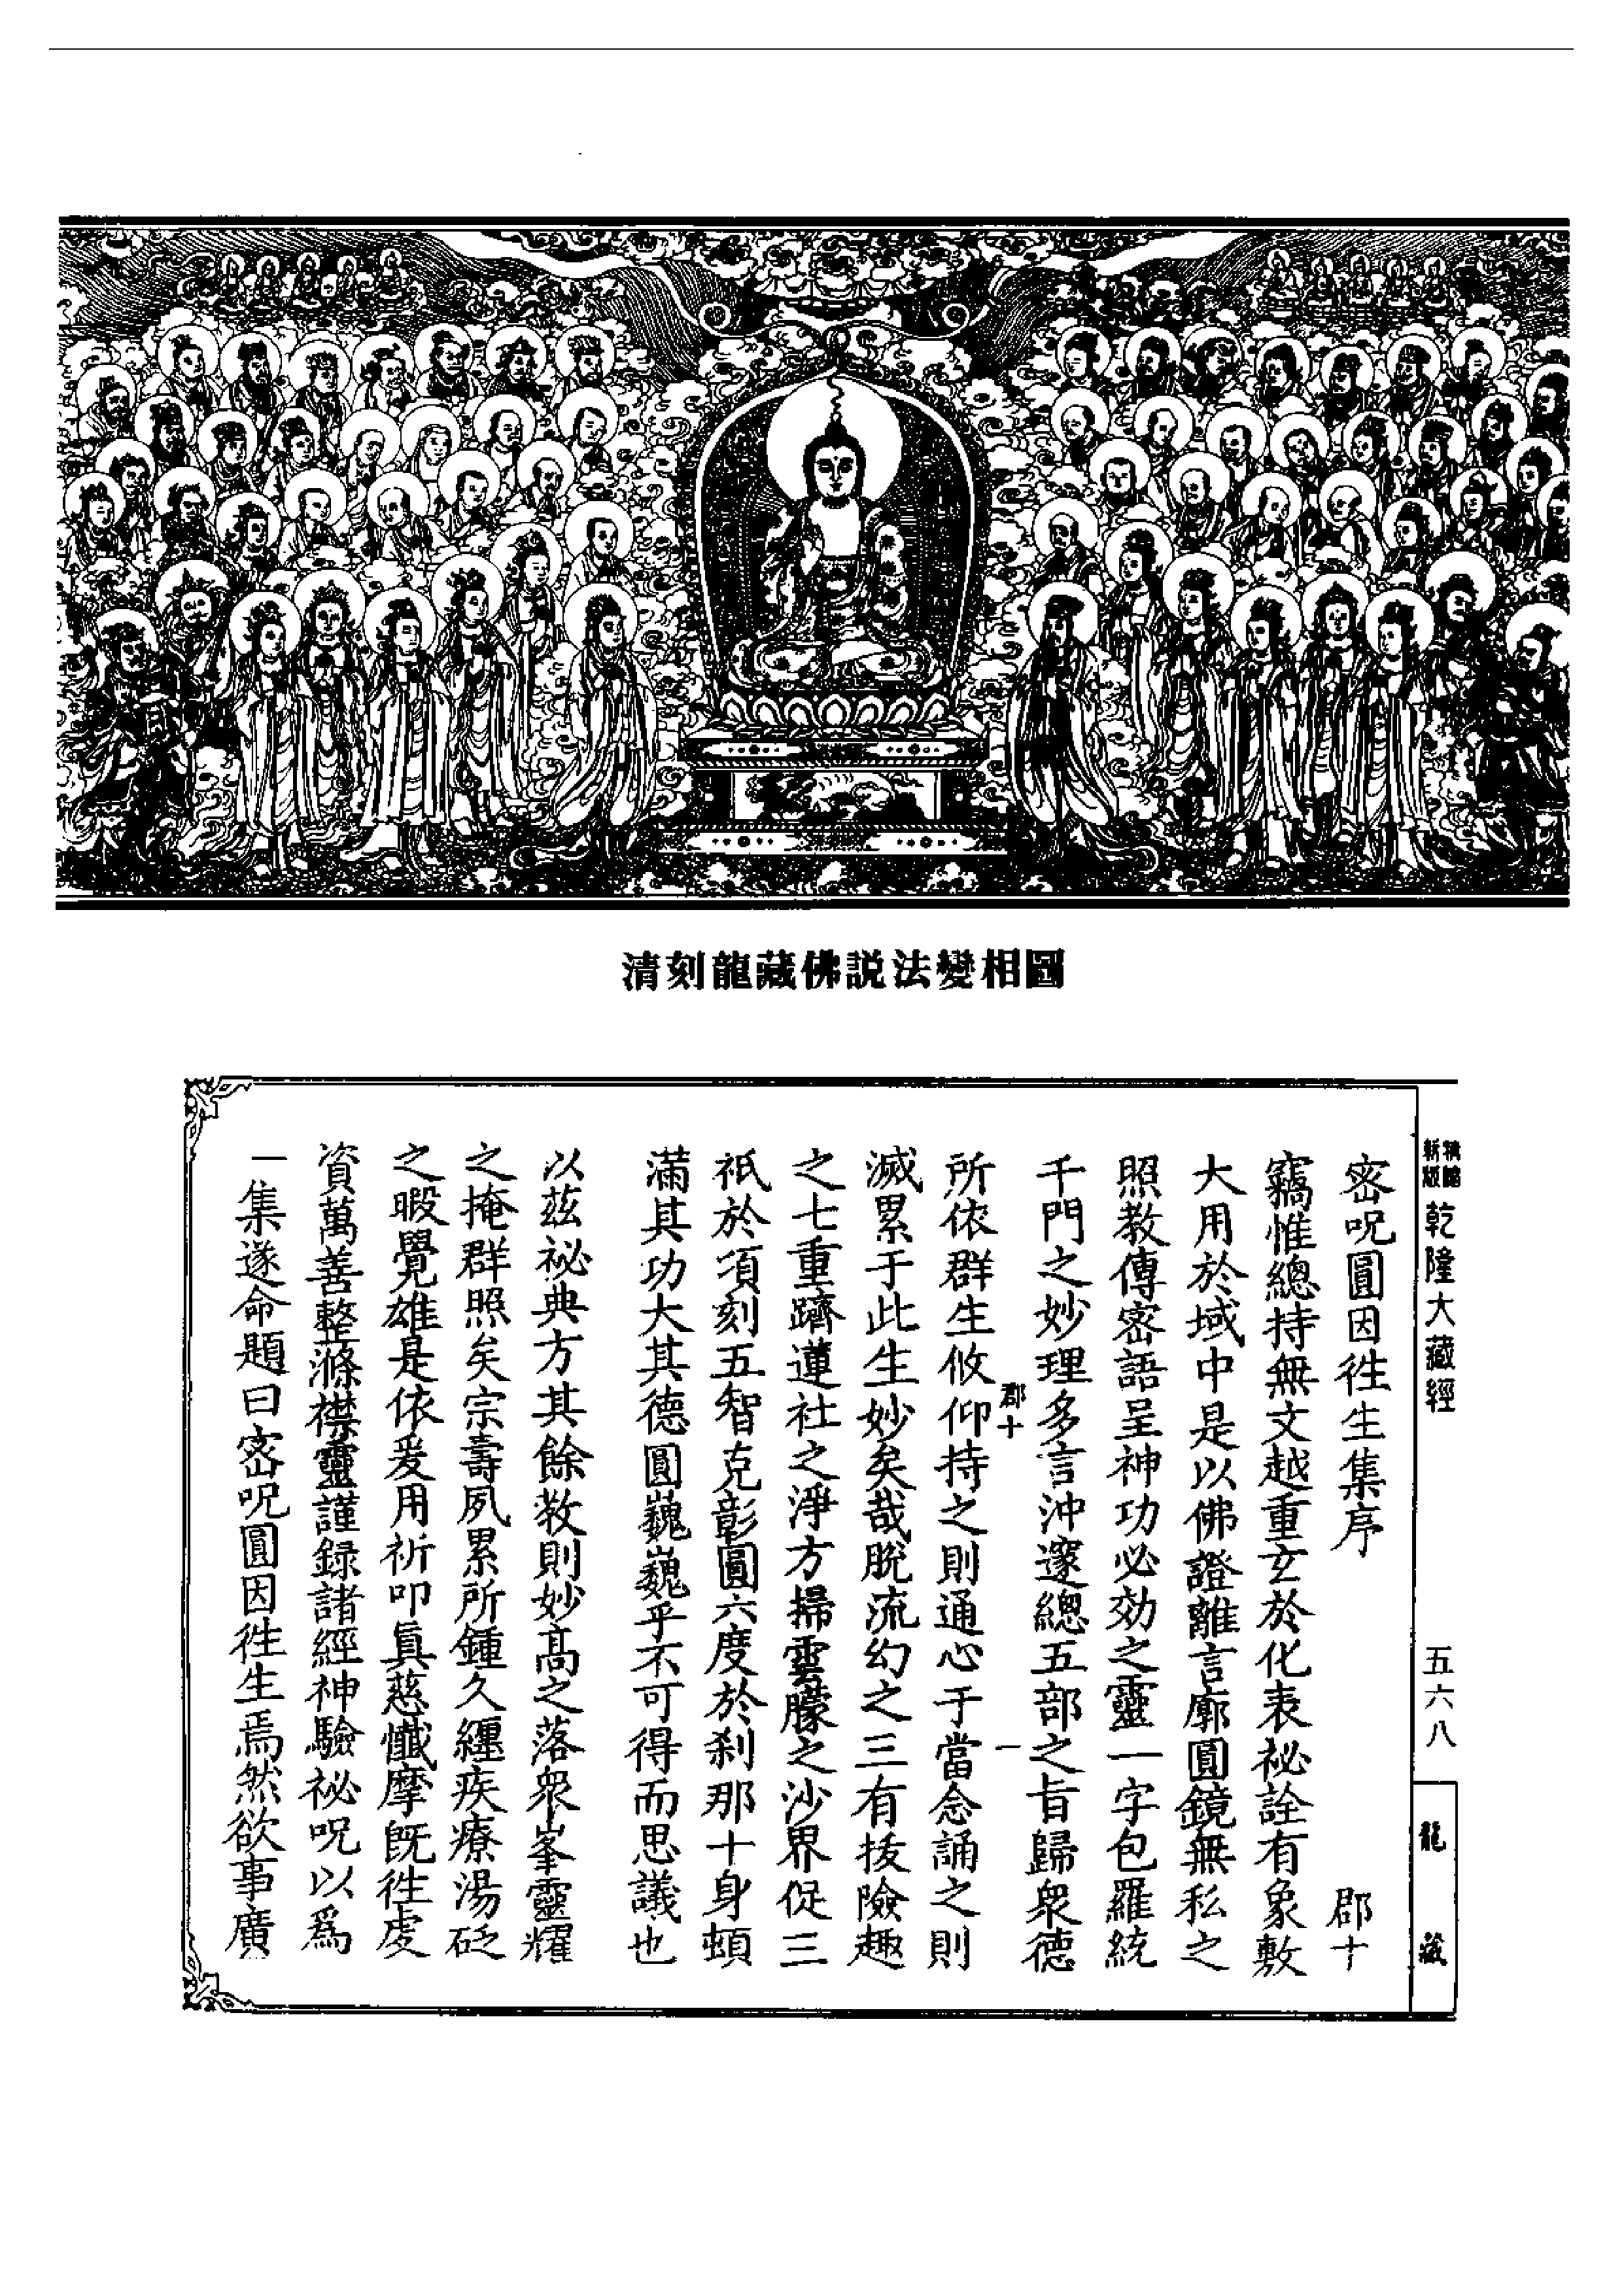 清刻龍藏佛説法變相圖
新版
乾隆大藏經
五六八
龍藏
密呪圓因徃生集序
郡十
竊惟總持無文越重玄於化表祕詮有象敷
大用於域中是以佛證離言廓圓鏡無私之
照教傳密語呈神功必効之靈一字包羅統
千門之妙理多言沖邃總五部之旨歸衆德
郡十
一
所依群生攸仰持之則通心于當念誦之則
滅累于此生妙矣哉脫流幻之三有拔險趣
之七重躋蓮社之淨方掃雲朦之沙界促三
祇於須刻五智克彰圓六度於刹那十身頓
滿其功大其德圓巍巍乎不可得而思議也
以茲祕典方其餘教則妙高之落衆峯靈耀
之掩群照矣宗壽夙累所鍾久纏疾療湯砭
之暇覺雄是依爰用祈叩眞慈懺摩旣徃虔
資萬善整滌襟靈謹録諸經神驗祕呪以爲
一集遂命題曰密呪圓因徃生焉然欲事廣